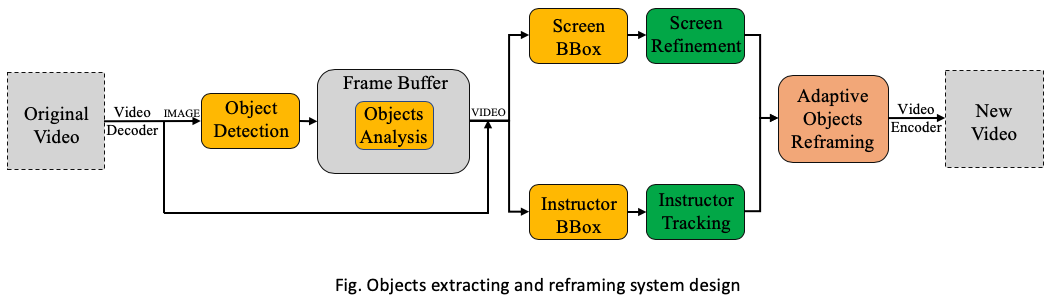 Original
Video
Video
Decoder
IMAGE
Object
Detection
Frame Buffer
Objects
Analysis
VIDEO
Screen
BBox
Screen
Refinement
Instructor
BBox
Instructor
Tracking
Adaptive
Objects
Reframing
Video
Encoder
New
Video
Fig. Objects extracting and reframing system design